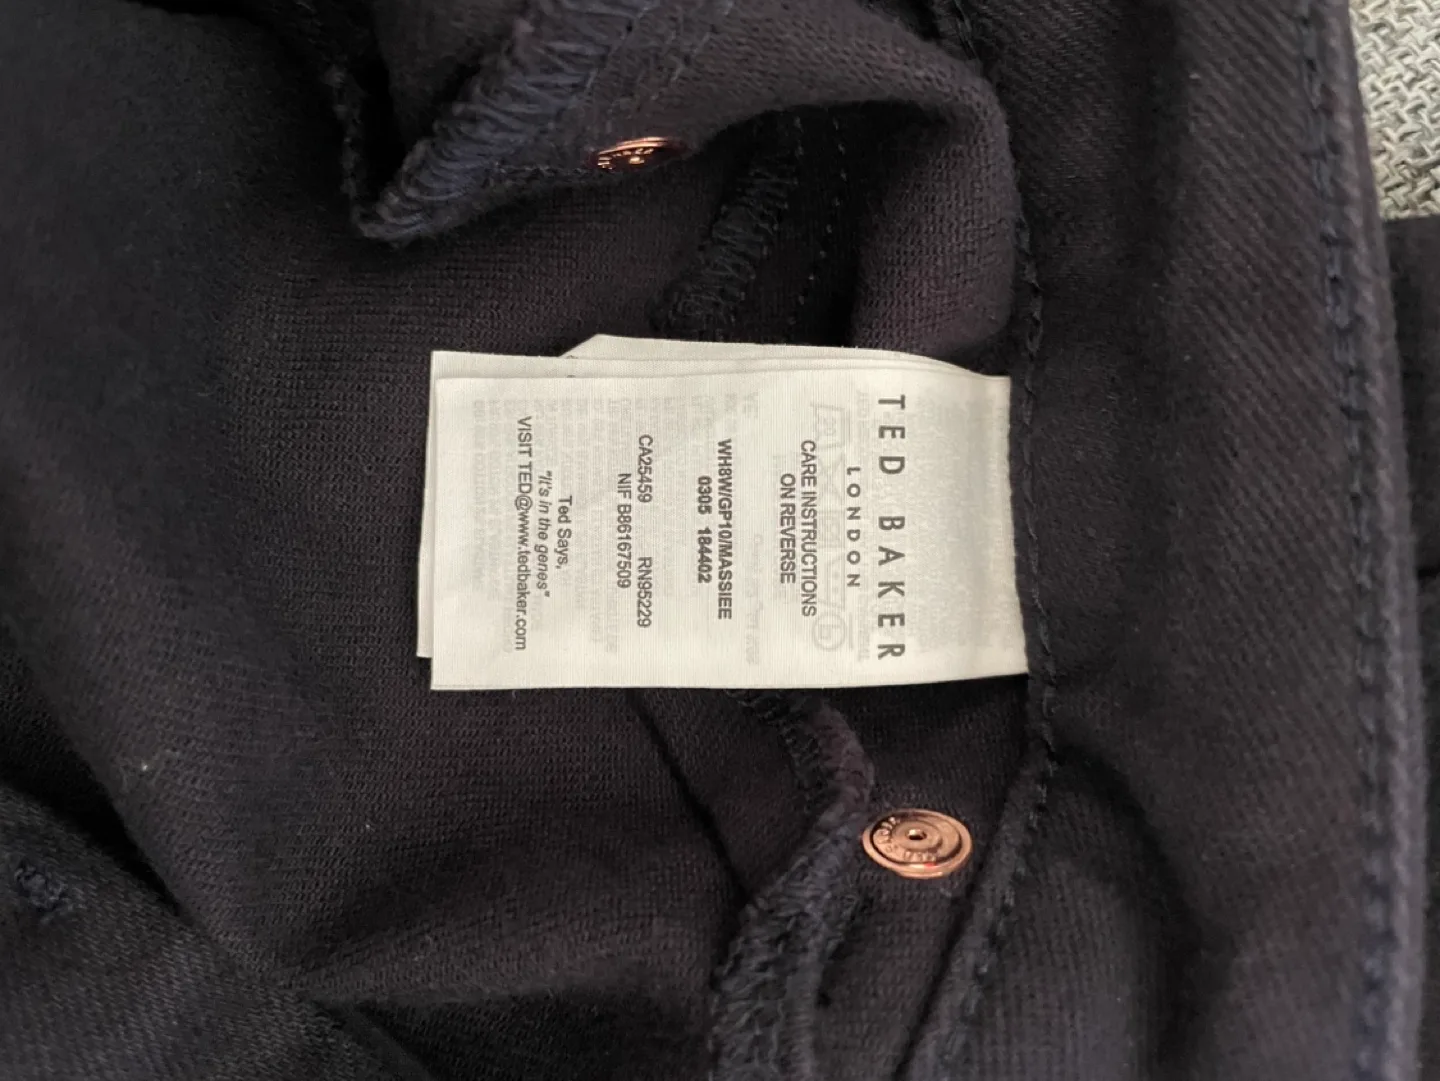 TED BAKER
LONDON
CARE INSTRUCTIONS
ON REVERSE
WH8W/GP10/MASSIEE
0305 184402
CA25459 RN95229
NIF B86167509
Ted Says,
"It's in the genes"
VISIT TED@www.tedbaker.com